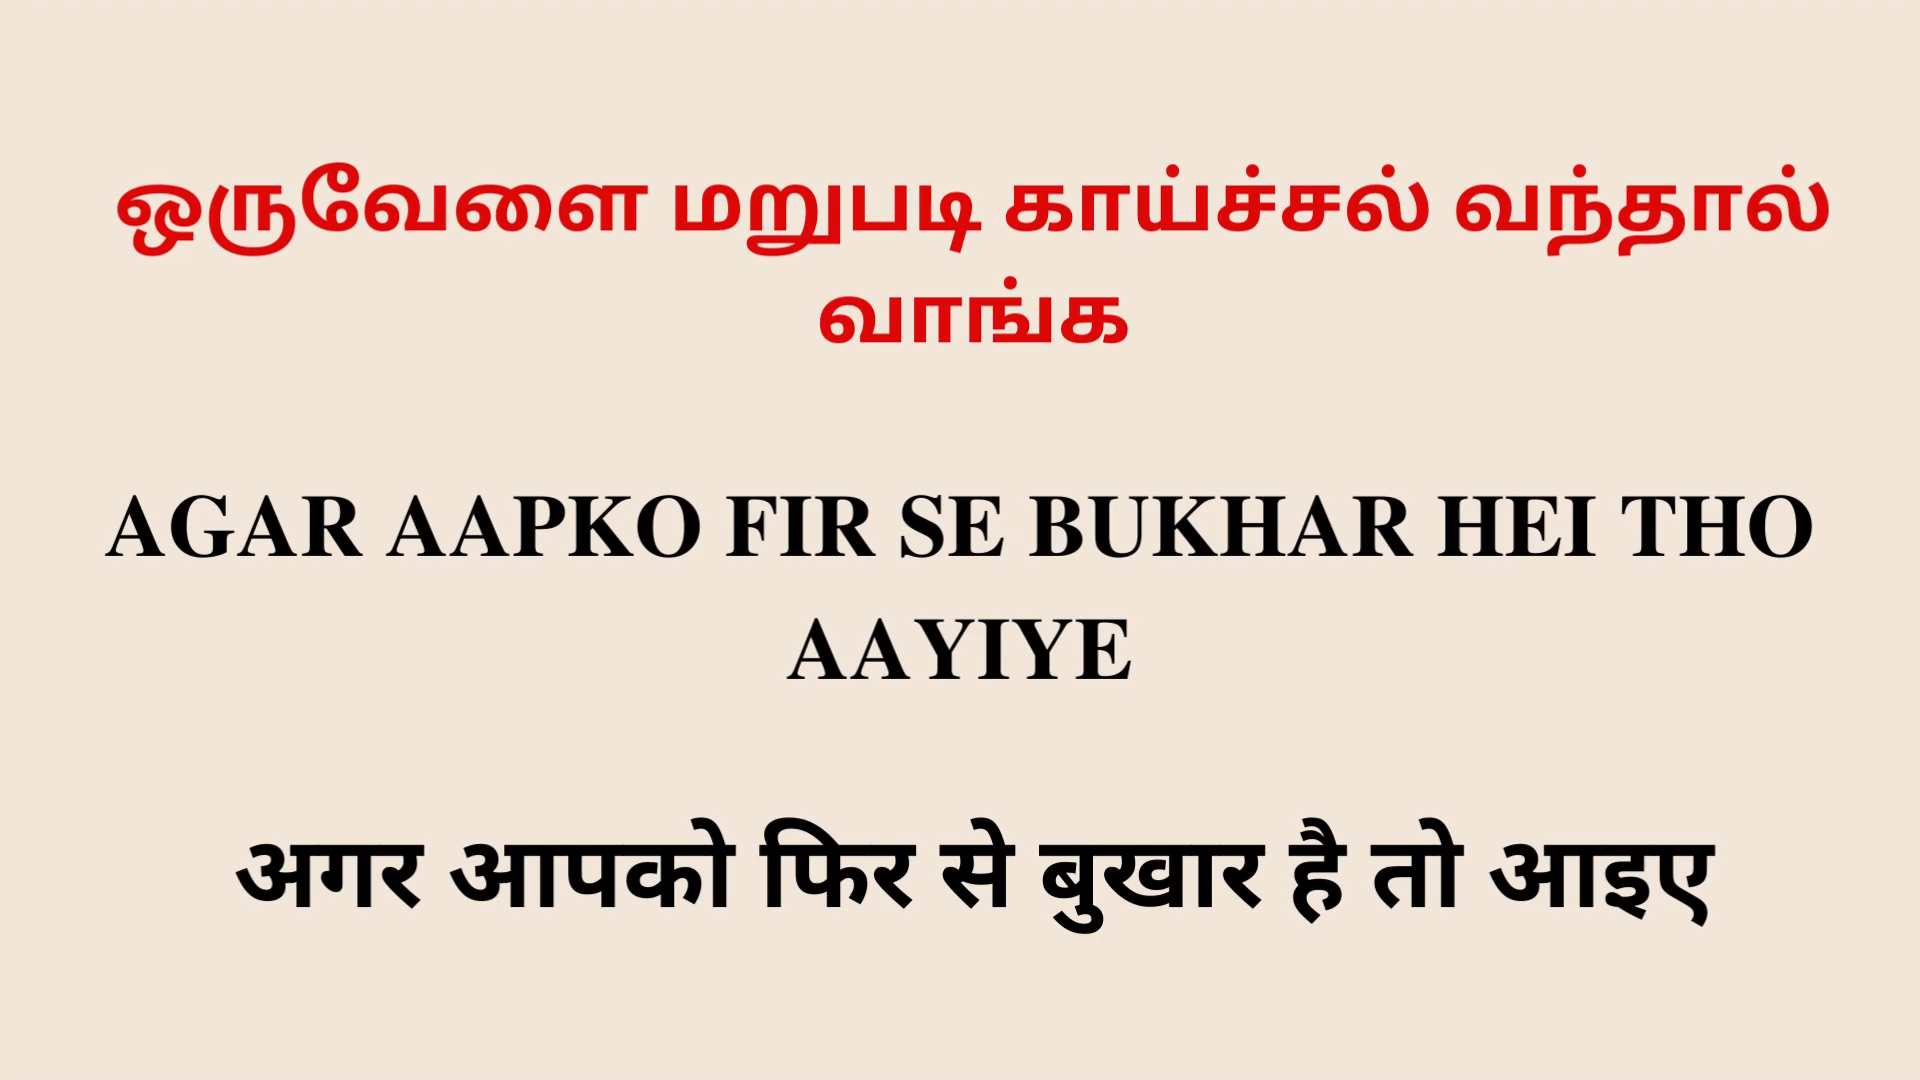 ஒருவேளை மறுபடி காய்ச்சல் வந்தால்
வாங்க
AGAR AAPKO FIR SE BUKHAR HEI THO
AAYIYE
अगर आपको फिर से बुखार है तो आइए